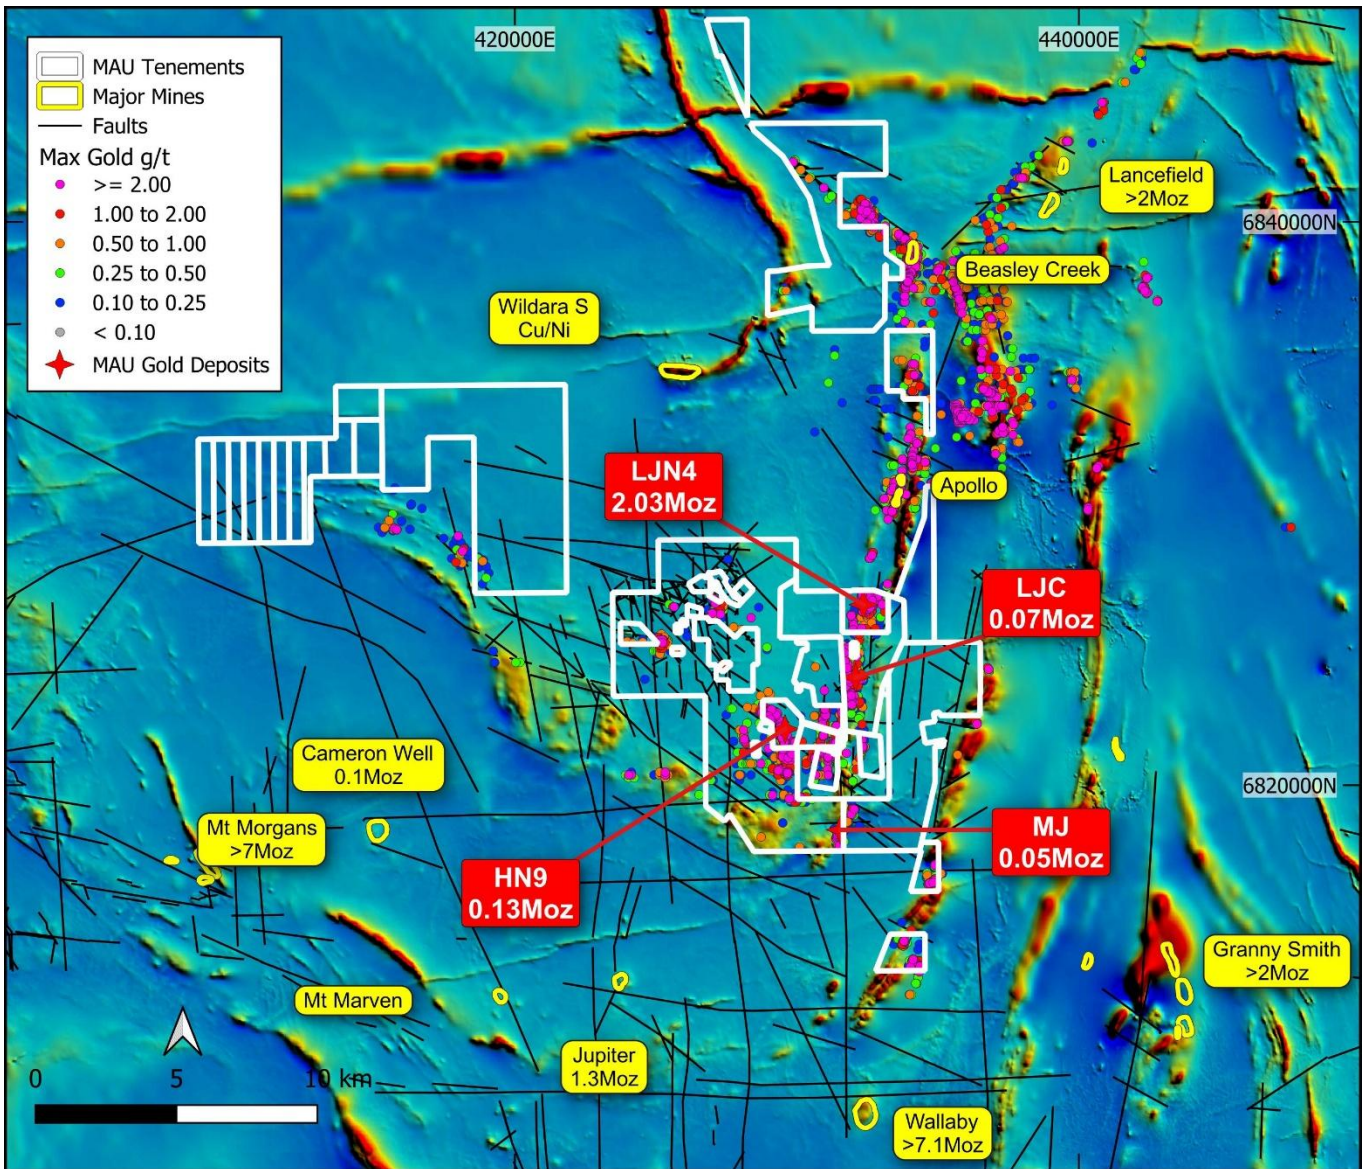 420000E
440000E
MAU Tenements
Major Mines
Faults
Max Gold g/t
>= 2.00
1.00 to 2.00
0.50 to 1.00
0.25 to 0.50
0.10 to 0.25
< 0.10
MAU Gold Deposits
Lancefield
>2Moz
6840000N
Beasley Creek
Wildara S
Cu/Ni
LJN4
2.03Moz
Apollo
LJC
0.07Moz
Cameron Well
0.1Moz
6820000N
Mt Morgans
>7Moz
MJ
0.05Moz
HN9
0.13Moz
Granny Smith
>2Moz
Mt Marven
Jupiter
1.3Moz
0 5 10 km
Wallaby
>7.1Moz